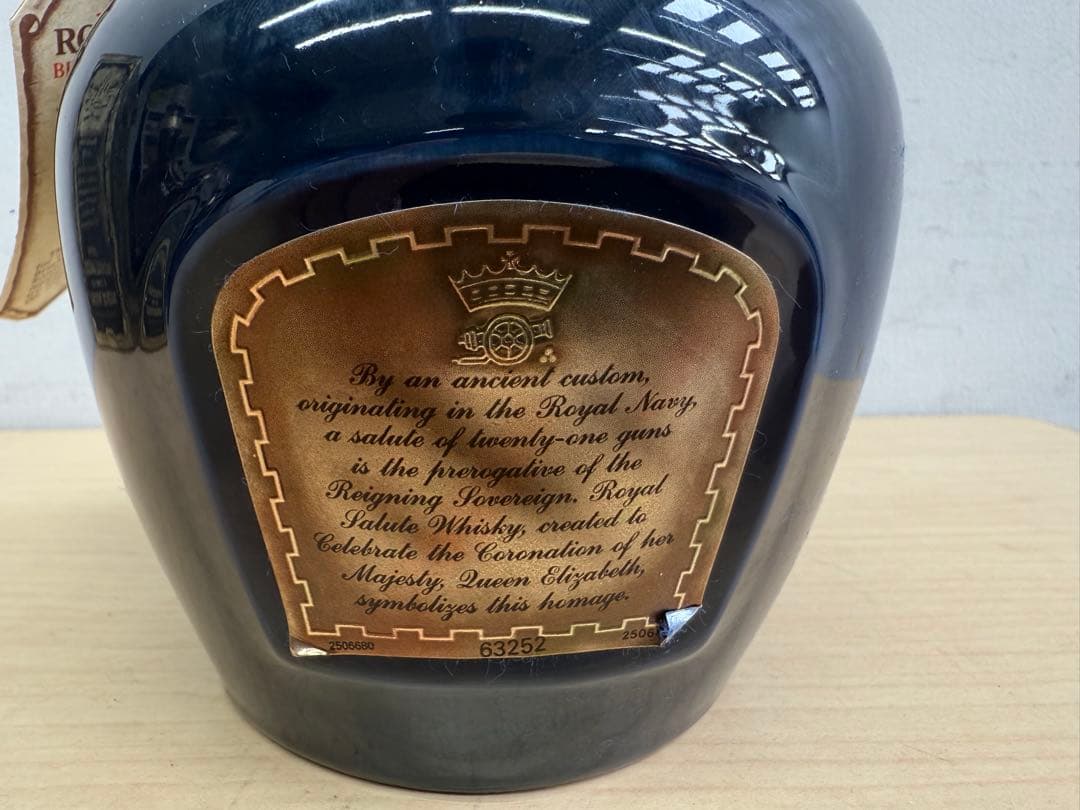 By an ancient custom,
originating in the Royal Navy,
a salute of twenty-one guns
is the prerogative of the
Reigning Sovereign. Royal
Salute Whisky, created to
Celebrate the Coronation of her
Majesty, Queen Elizabeth,
symbolizes this homage.
2506680
63252